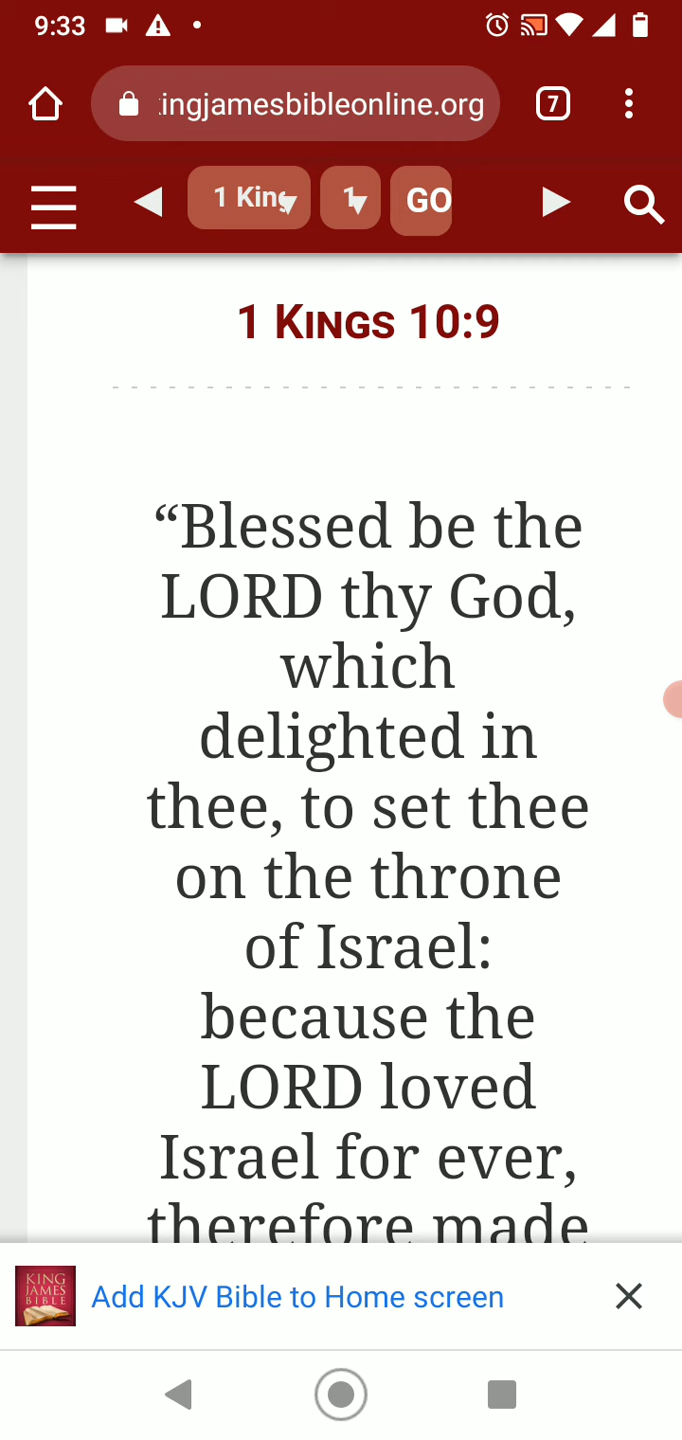 9:33
ingjamesbibleonline.org
7
1 King
1
GO
1 KINGS 10:9
“Blessed be the
LORD thy God,
which
delighted in
thee, to set thee
on the throne
of Israel:
because the
LORD loved
Israel for ever,
therefore made
KING
JAMES
BIBLE
Add KJV Bible to Home screen